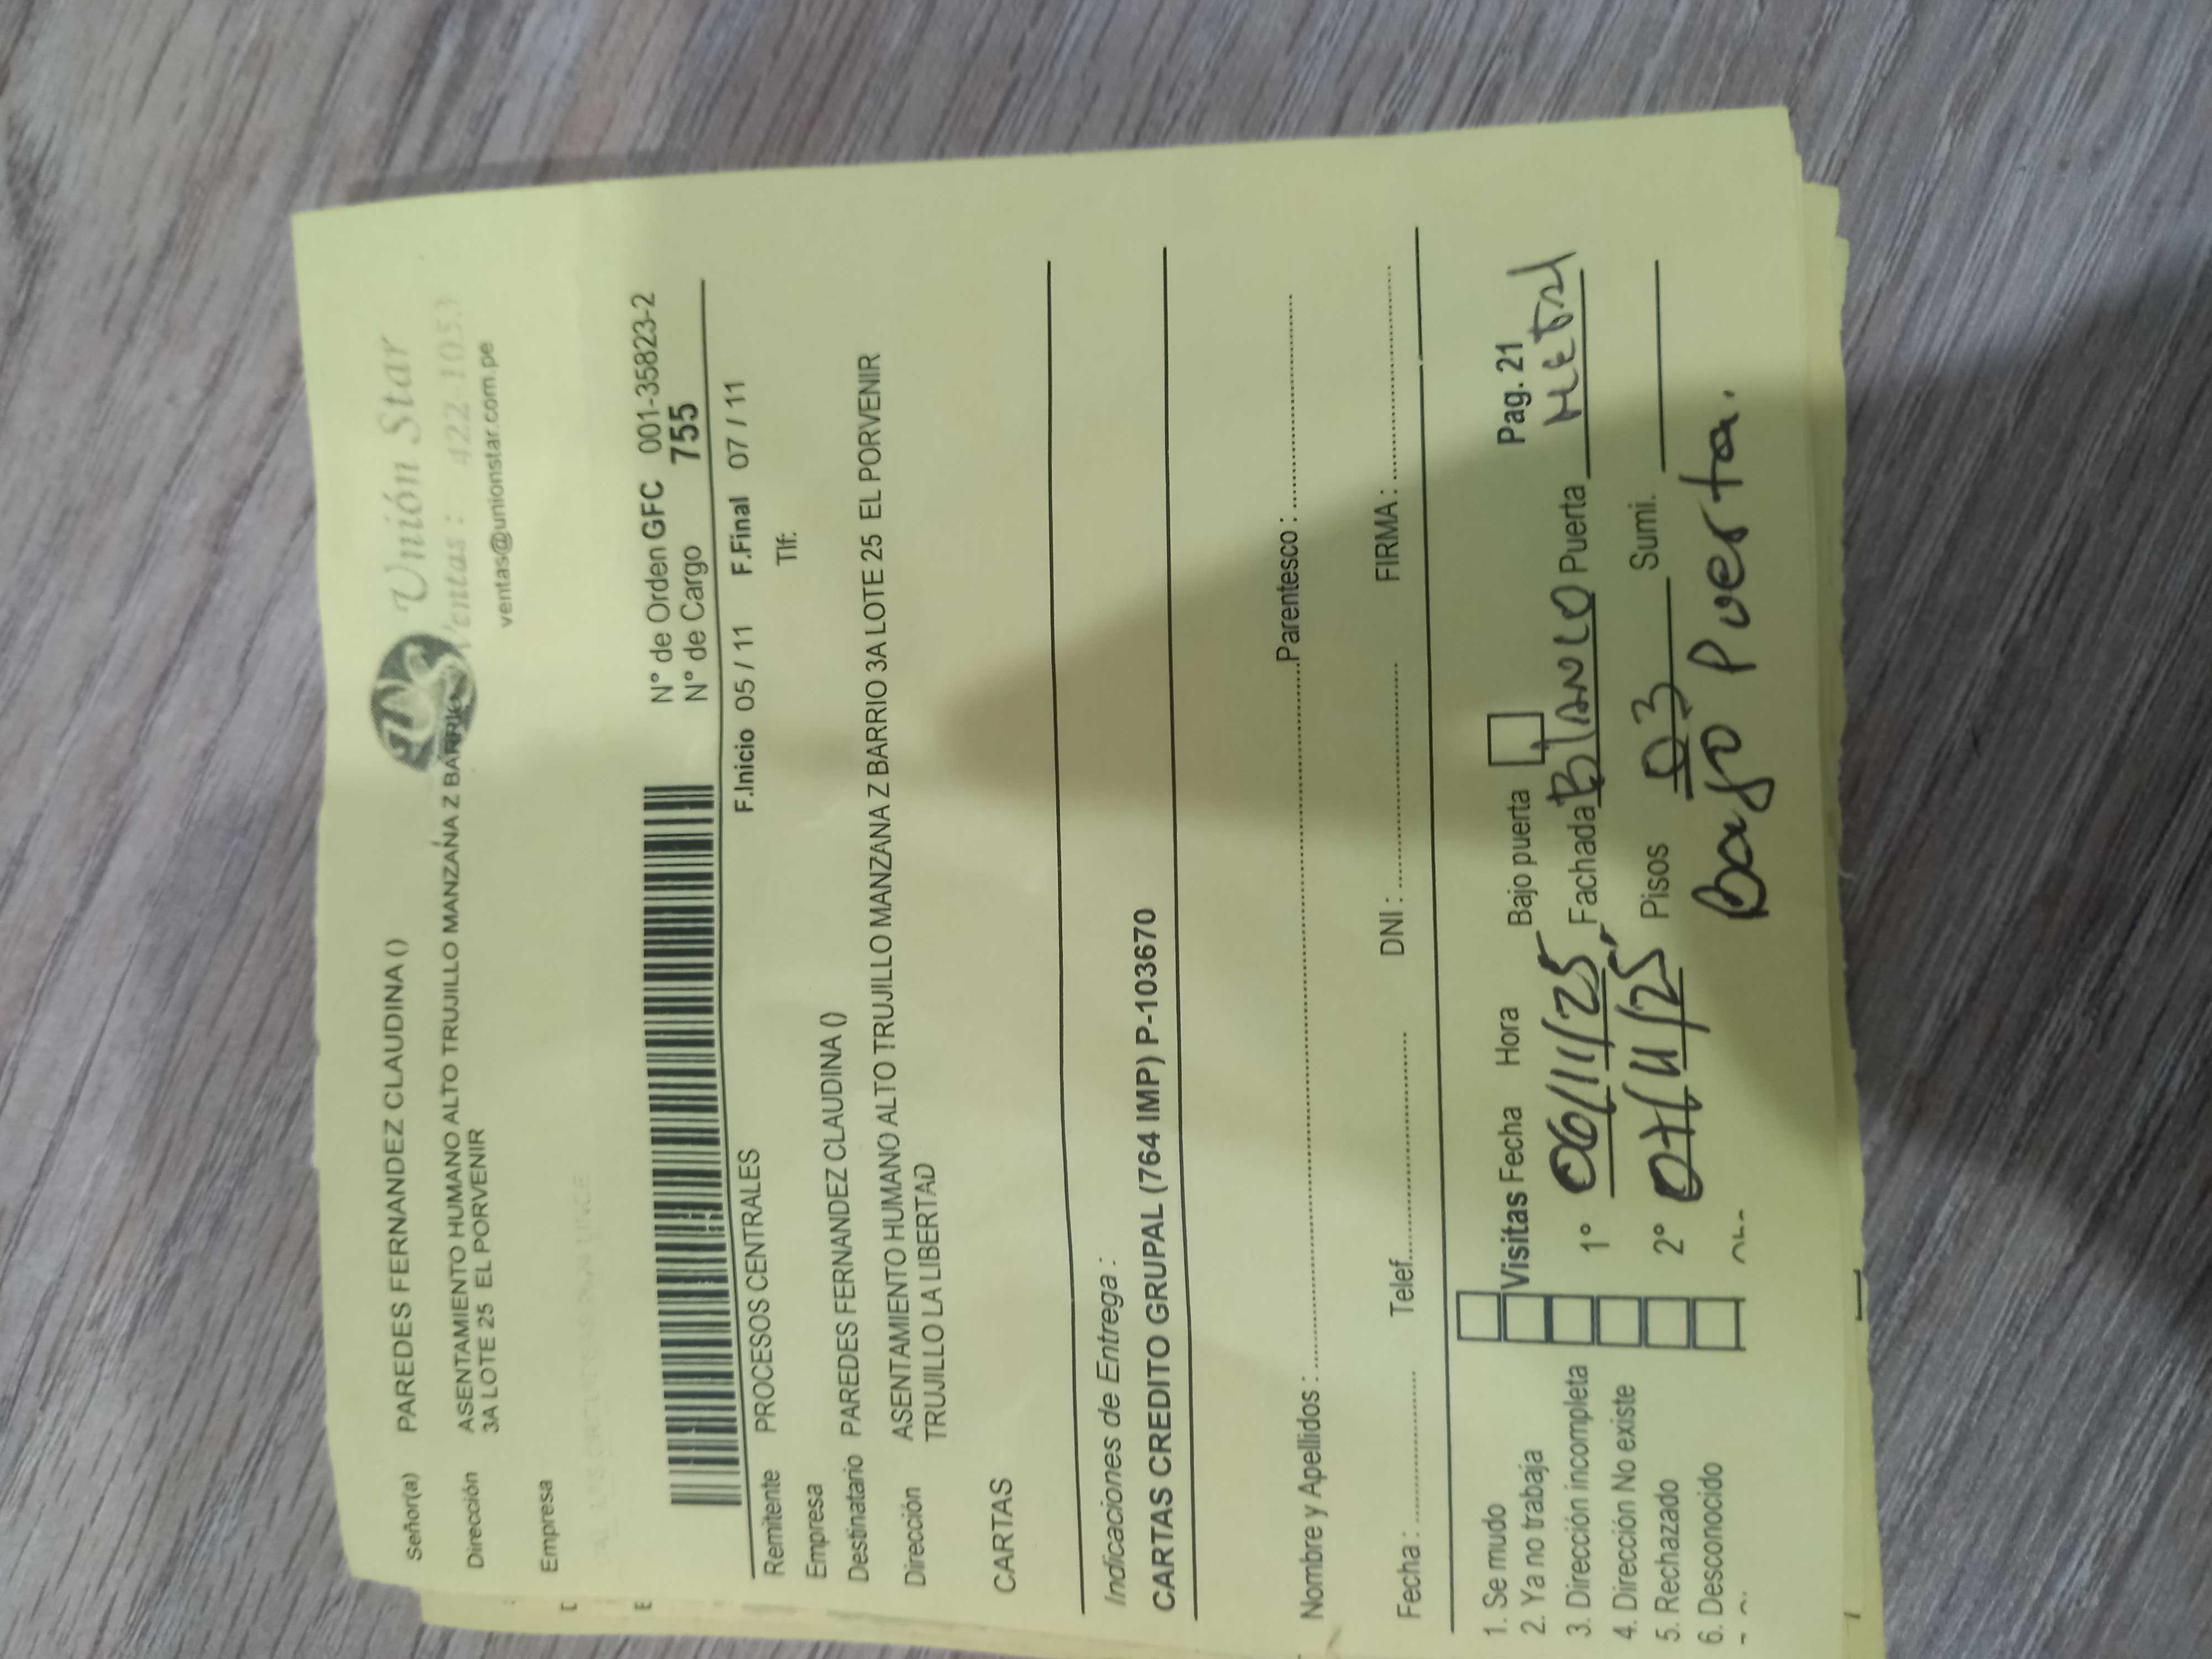 Unión Star
Ventas : 422-1053
ventas@unionstar.com.pe
Señor(a) PAREDES FERNANDEZ CLAUDINA ()
Dirección ASENTAMIENTO HUMANO ALTO TRUJILLO MANZANA Z BARRIO
3A LOTE 25 EL PORVENIR
Empresa
N° de Orden GFC 001-35823-2
N° de Cargo 755
F.Inicio 05 / 11 F.Final 07 / 11
Remitente PROCESOS CENTRALES
Tlf:
Empresa
Destinatario PAREDES FERNANDEZ CLAUDINA ()
Dirección ASENTAMIENTO HUMANO ALTO TRUJILLO MANZANA Z BARRIO 3A LOTE 25 EL PORVENIR
TRUJILLO LA LIBERTAD
CARTAS
Indicaciones de Entrega :
CARTAS CREDITO GRUPAL (764 IMP) P-103670
Nombre y Apellidos : Parentesco :
Fecha : Telef. DNI : FIRMA :
1. Se mudo
2. Ya no trabaja
3. Dirección incompleta
4. Dirección No existe
5. Rechazado
6. Desconocido
Visitas Fecha Hora Bajo puerta Pag. 21
1° 06/11/25 Fachada BLANCO Puerta Metal
2° 07/11/25 Pisos 03 Sumi.
Bajo Puerta.